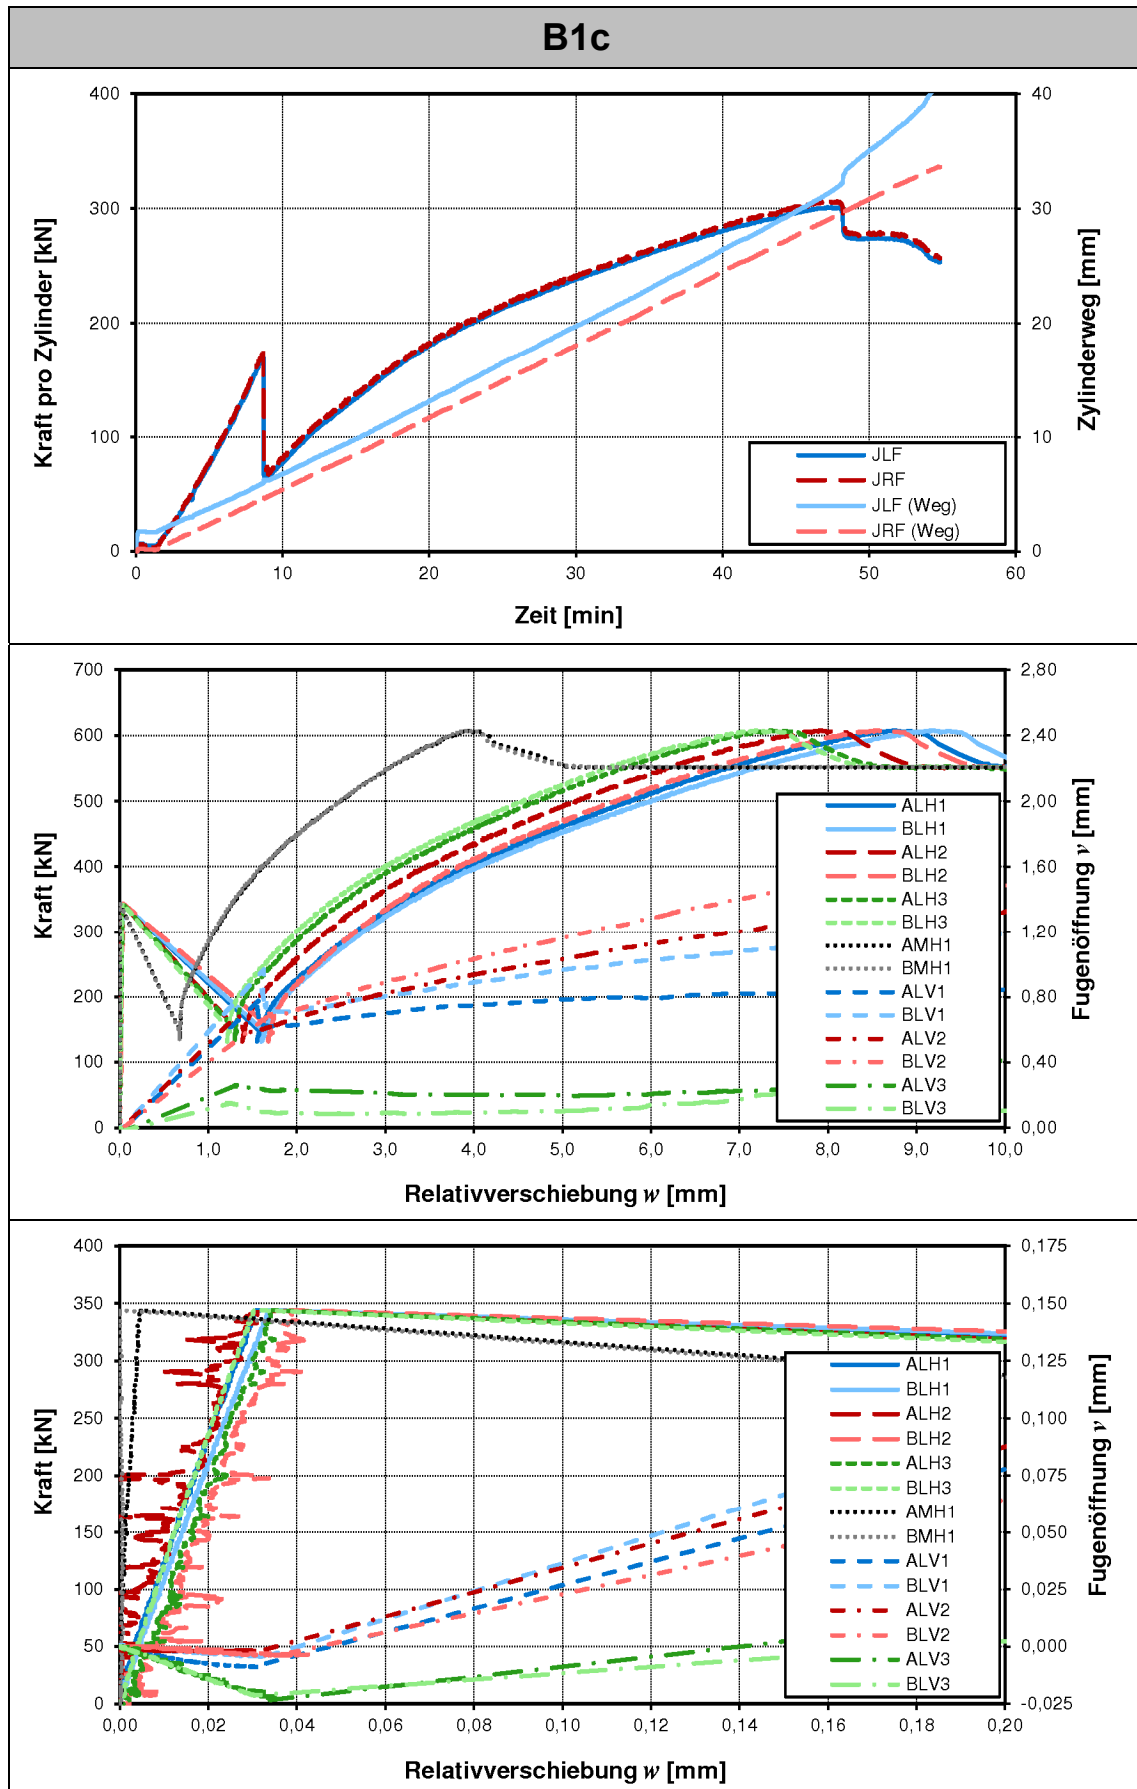 B1c
400
300
200
100
0
40
30
20
10
0
0
10
20
30
40
50
60
Kraft pro Zylinder [kN]
Zylinderweg [mm]
Zeit [min]
JLF
JRF
JLF (Weg)
JRF (Weg)
700
600
500
400
300
200
100
0
2,80
2,40
2,00
1,60
1,20
0,80
0,40
0,00
0,0
1,0
2,0
3,0
4,0
5,0
6,0
7,0
8,0
9,0
10,0
Kraft [kN]
Fugenöffnung v [mm]
Relativverschiebung w [mm]
ALH1
BLH1
ALH2
BLH2
ALH3
BLH3
AMH1
BMH1
ALV1
BLV1
ALV2
BLV2
ALV3
BLV3
400
350
300
250
200
150
100
50
0
0,175
0,150
0,125
0,100
0,075
0,050
0,025
0,000
-0,025
0,00
0,02
0,04
0,06
0,08
0,10
0,12
0,14
0,16
0,18
0,20
Kraft [kN]
Fugenöffnung v [mm]
Relativverschiebung w [mm]
ALH1
BLH1
ALH2
BLH2
ALH3
BLH3
AMH1
BMH1
ALV1
BLV1
ALV2
BLV2
ALV3
BLV3